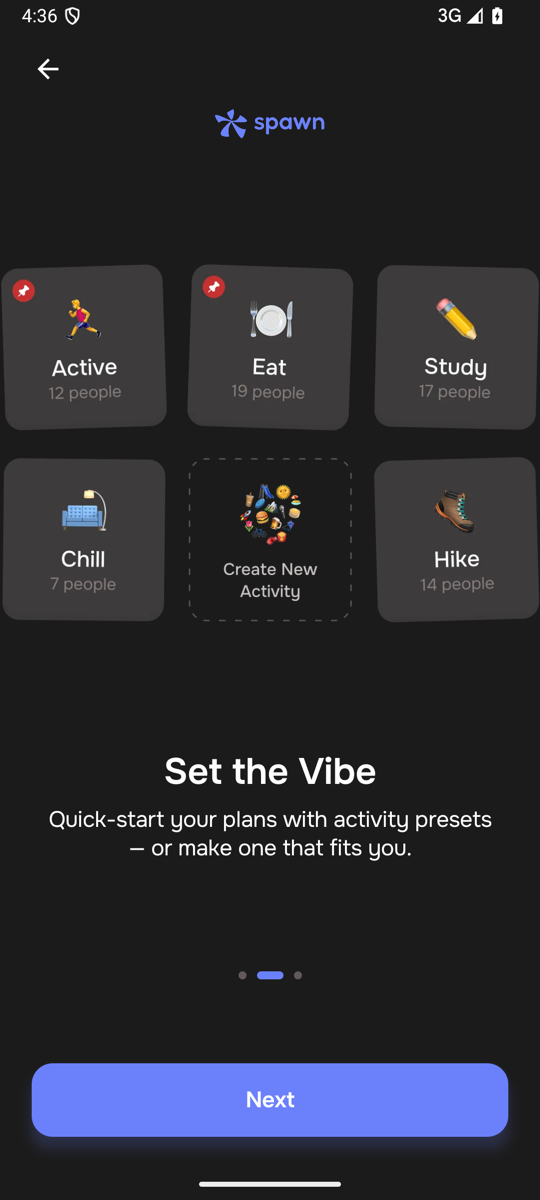 4:36
3G
spawn
Active
12 people
Eat
19 people
Study
17 people
Chill
7 people
Create New
Activity
Hike
14 people
Set the Vibe
Quick-start your plans with activity presets
– or make one that fits you.
Next